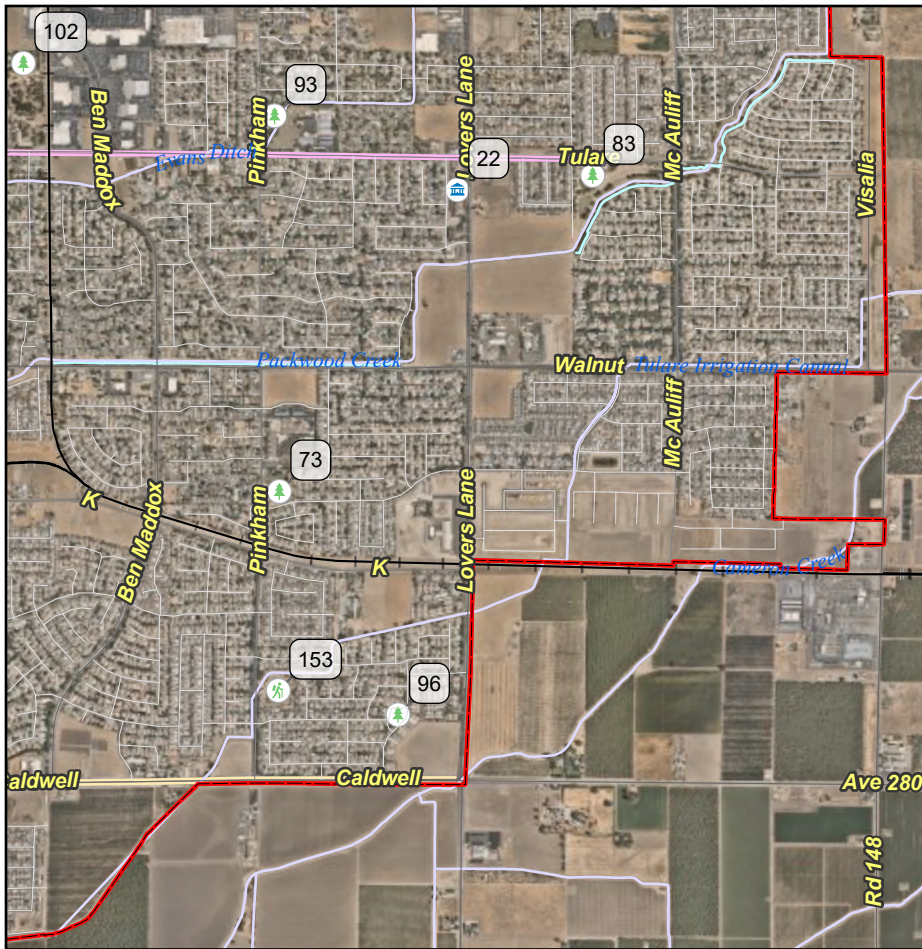 102
93
Ben Maddox
Pinkham
Lovers Lane
Evans Ditch
22
Tulare
83
Mc Auliff
Visalia
Packwood Creek
Walnut
Tulare Irrigation Cannal
Mc Auliff
73
K
Ben Maddox
Pinkham
K
Lovers Lane
Cameron Creek
153
96
aldwell
Caldwell
Ave 280
Rd 148